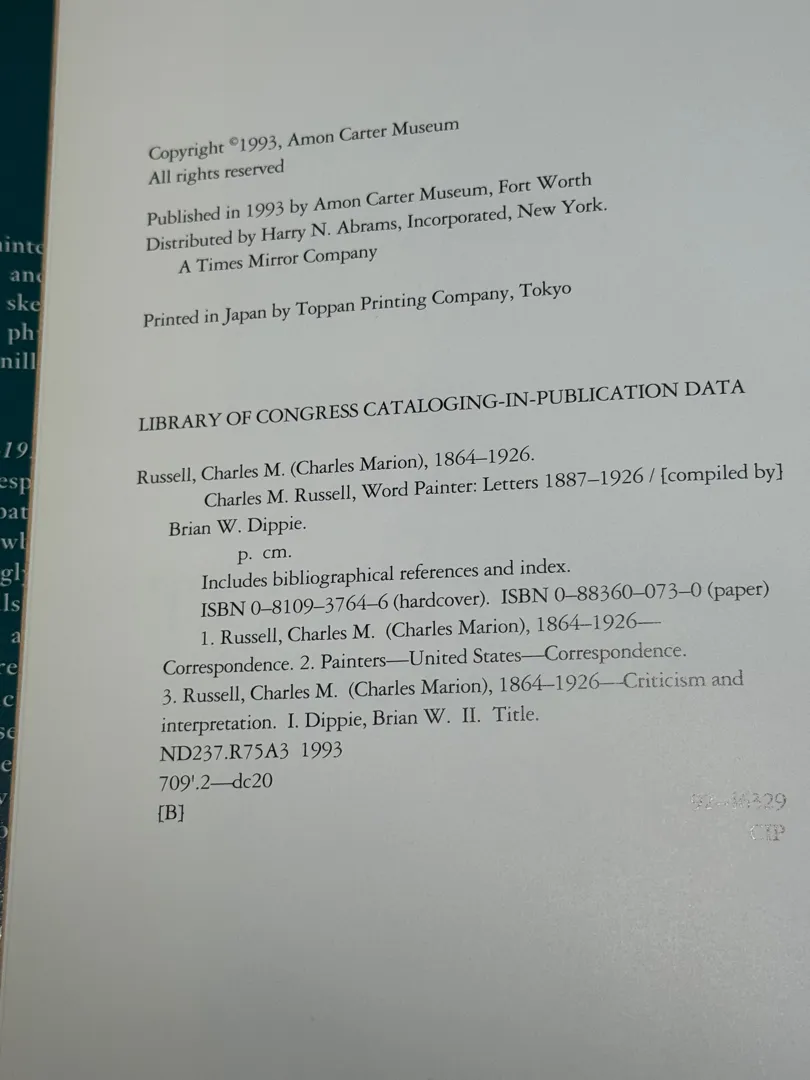 Copyright ©1993, Amon Carter Museum
All rights reserved
Published in 1993 by Amon Carter Museum, Fort Worth
Distributed by Harry N. Abrams, Incorporated, New York.
A Times Mirror Company
Printed in Japan by Toppan Printing Company, Tokyo
LIBRARY OF CONGRESS CATALOGING-IN-PUBLICATION DATA
Russell, Charles M. (Charles Marion), 1864–1926.
Charles M. Russell, Word Painter: Letters 1887–1926 / [compiled by]
Brian W. Dippie.
p. cm.
Includes bibliographical references and index.
ISBN 0–8109–3764–6 (hardcover). ISBN 0–88360–073–0 (paper)
1. Russell, Charles M. (Charles Marion), 1864–1926—
Correspondence. 2. Painters—United States—Correspondence.
3. Russell, Charles M. (Charles Marion), 1864–1926—Criticism and
interpretation. I. Dippie, Brian W. II. Title.
ND237.R75A3 1993
709'.2—dc20
[B]
CIP